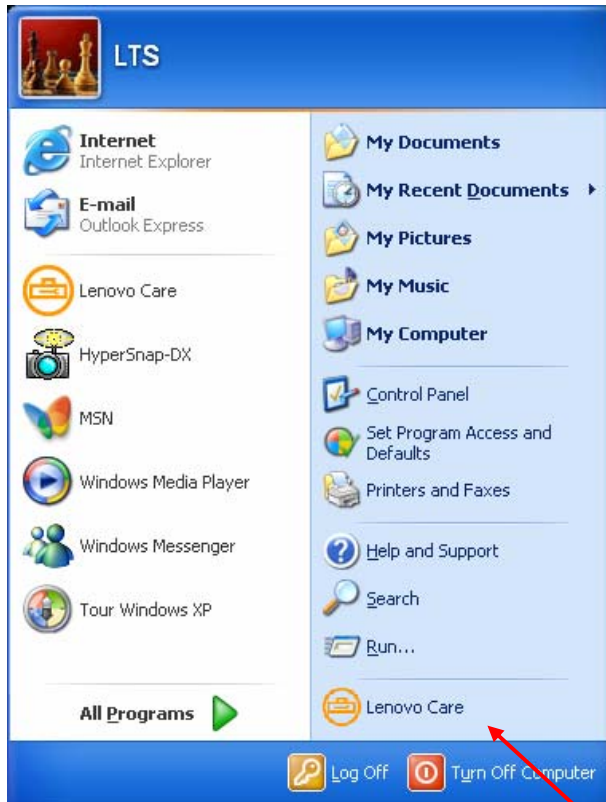 LTS
Internet
Internet Explorer
E-mail
Outlook Express
Lenovo Care
HyperSnap-DX
MSN
Windows Media Player
Windows Messenger
Tour Windows XP
All Programs
My Documents
My Recent Documents
My Pictures
My Music
My Computer
Control Panel
Set Program Access and
Defaults
Printers and Faxes
Help and Support
Search
Run...
Lenovo Care
Log Off
Turn Off Computer